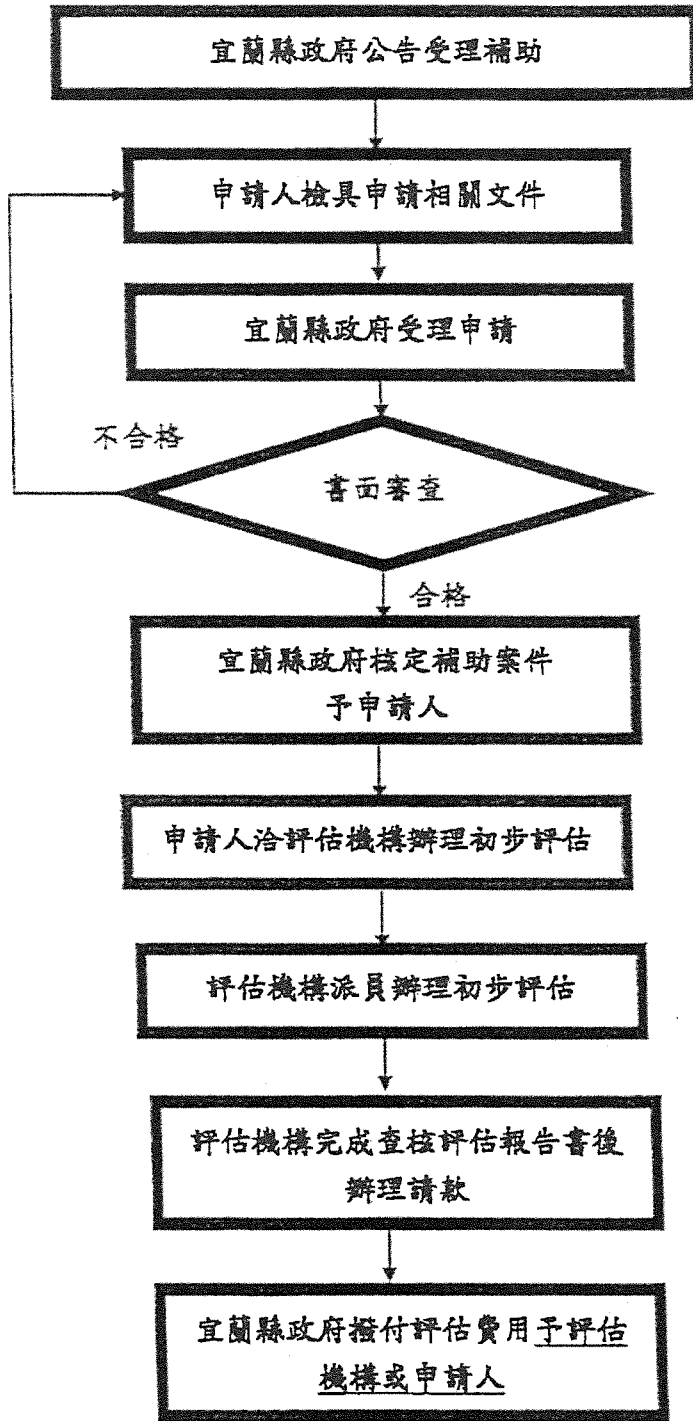 宜蘭縣政府公告受理補助
申請人檢具申請相關文件
宜蘭縣政府受理申請
不合格
書面審查
合格
宜蘭縣政府核定補助案件
予申請人
申請人洽評估機構辦理初步評估
評估機構派員辦理初步評估
評估機構完成查核評估報告書後
辦理請款
宜蘭縣政府撥付評估費用予評估
機構或申請人